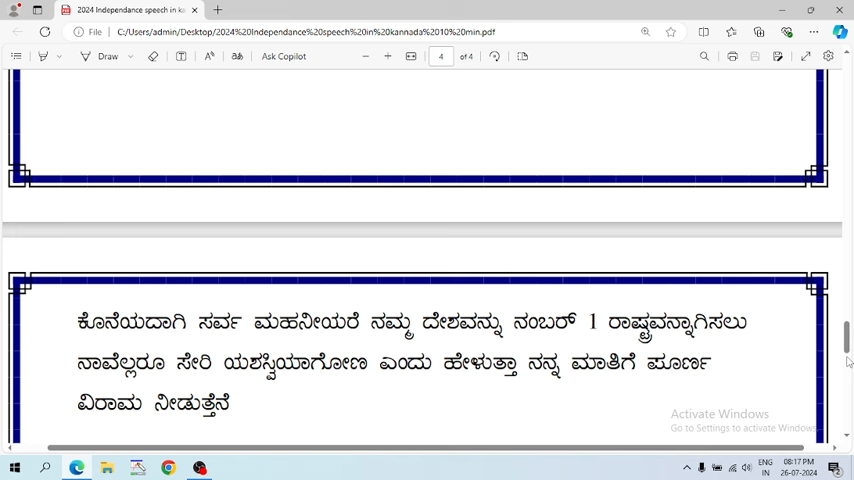 2024 Independance speech in ka
File C:/Users/admin/Desktop/2024%20Independance%20speech%20in%20kannada%2010%20min.pdf
Draw Ask Copilot 4 of 4
ಕೊನೆಯದಾಗಿ ಸರ್ವ ಮಹನೀಯರೆ ನಮ್ಮ ದೇಶವನ್ನು ನಂಬರ್ 1 ರಾಷ್ಟ್ರವನ್ನಾಗಿಸಲು
ನಾವೆಲ್ಲರೂ ಸೇರಿ ಯಶಸ್ವಿಯಾಗೋಣ ಎಂದು ಹೇಳುತ್ತಾ ನನ್ನ ಮಾತಿಗೆ ಪೂರ್ಣ
ವಿರಾಮ ನೀಡುತ್ತೆನೆ
Activate Windows
Go to Settings to activate Windows.
ENG 08:17 PM
IN 26-07-2024 2